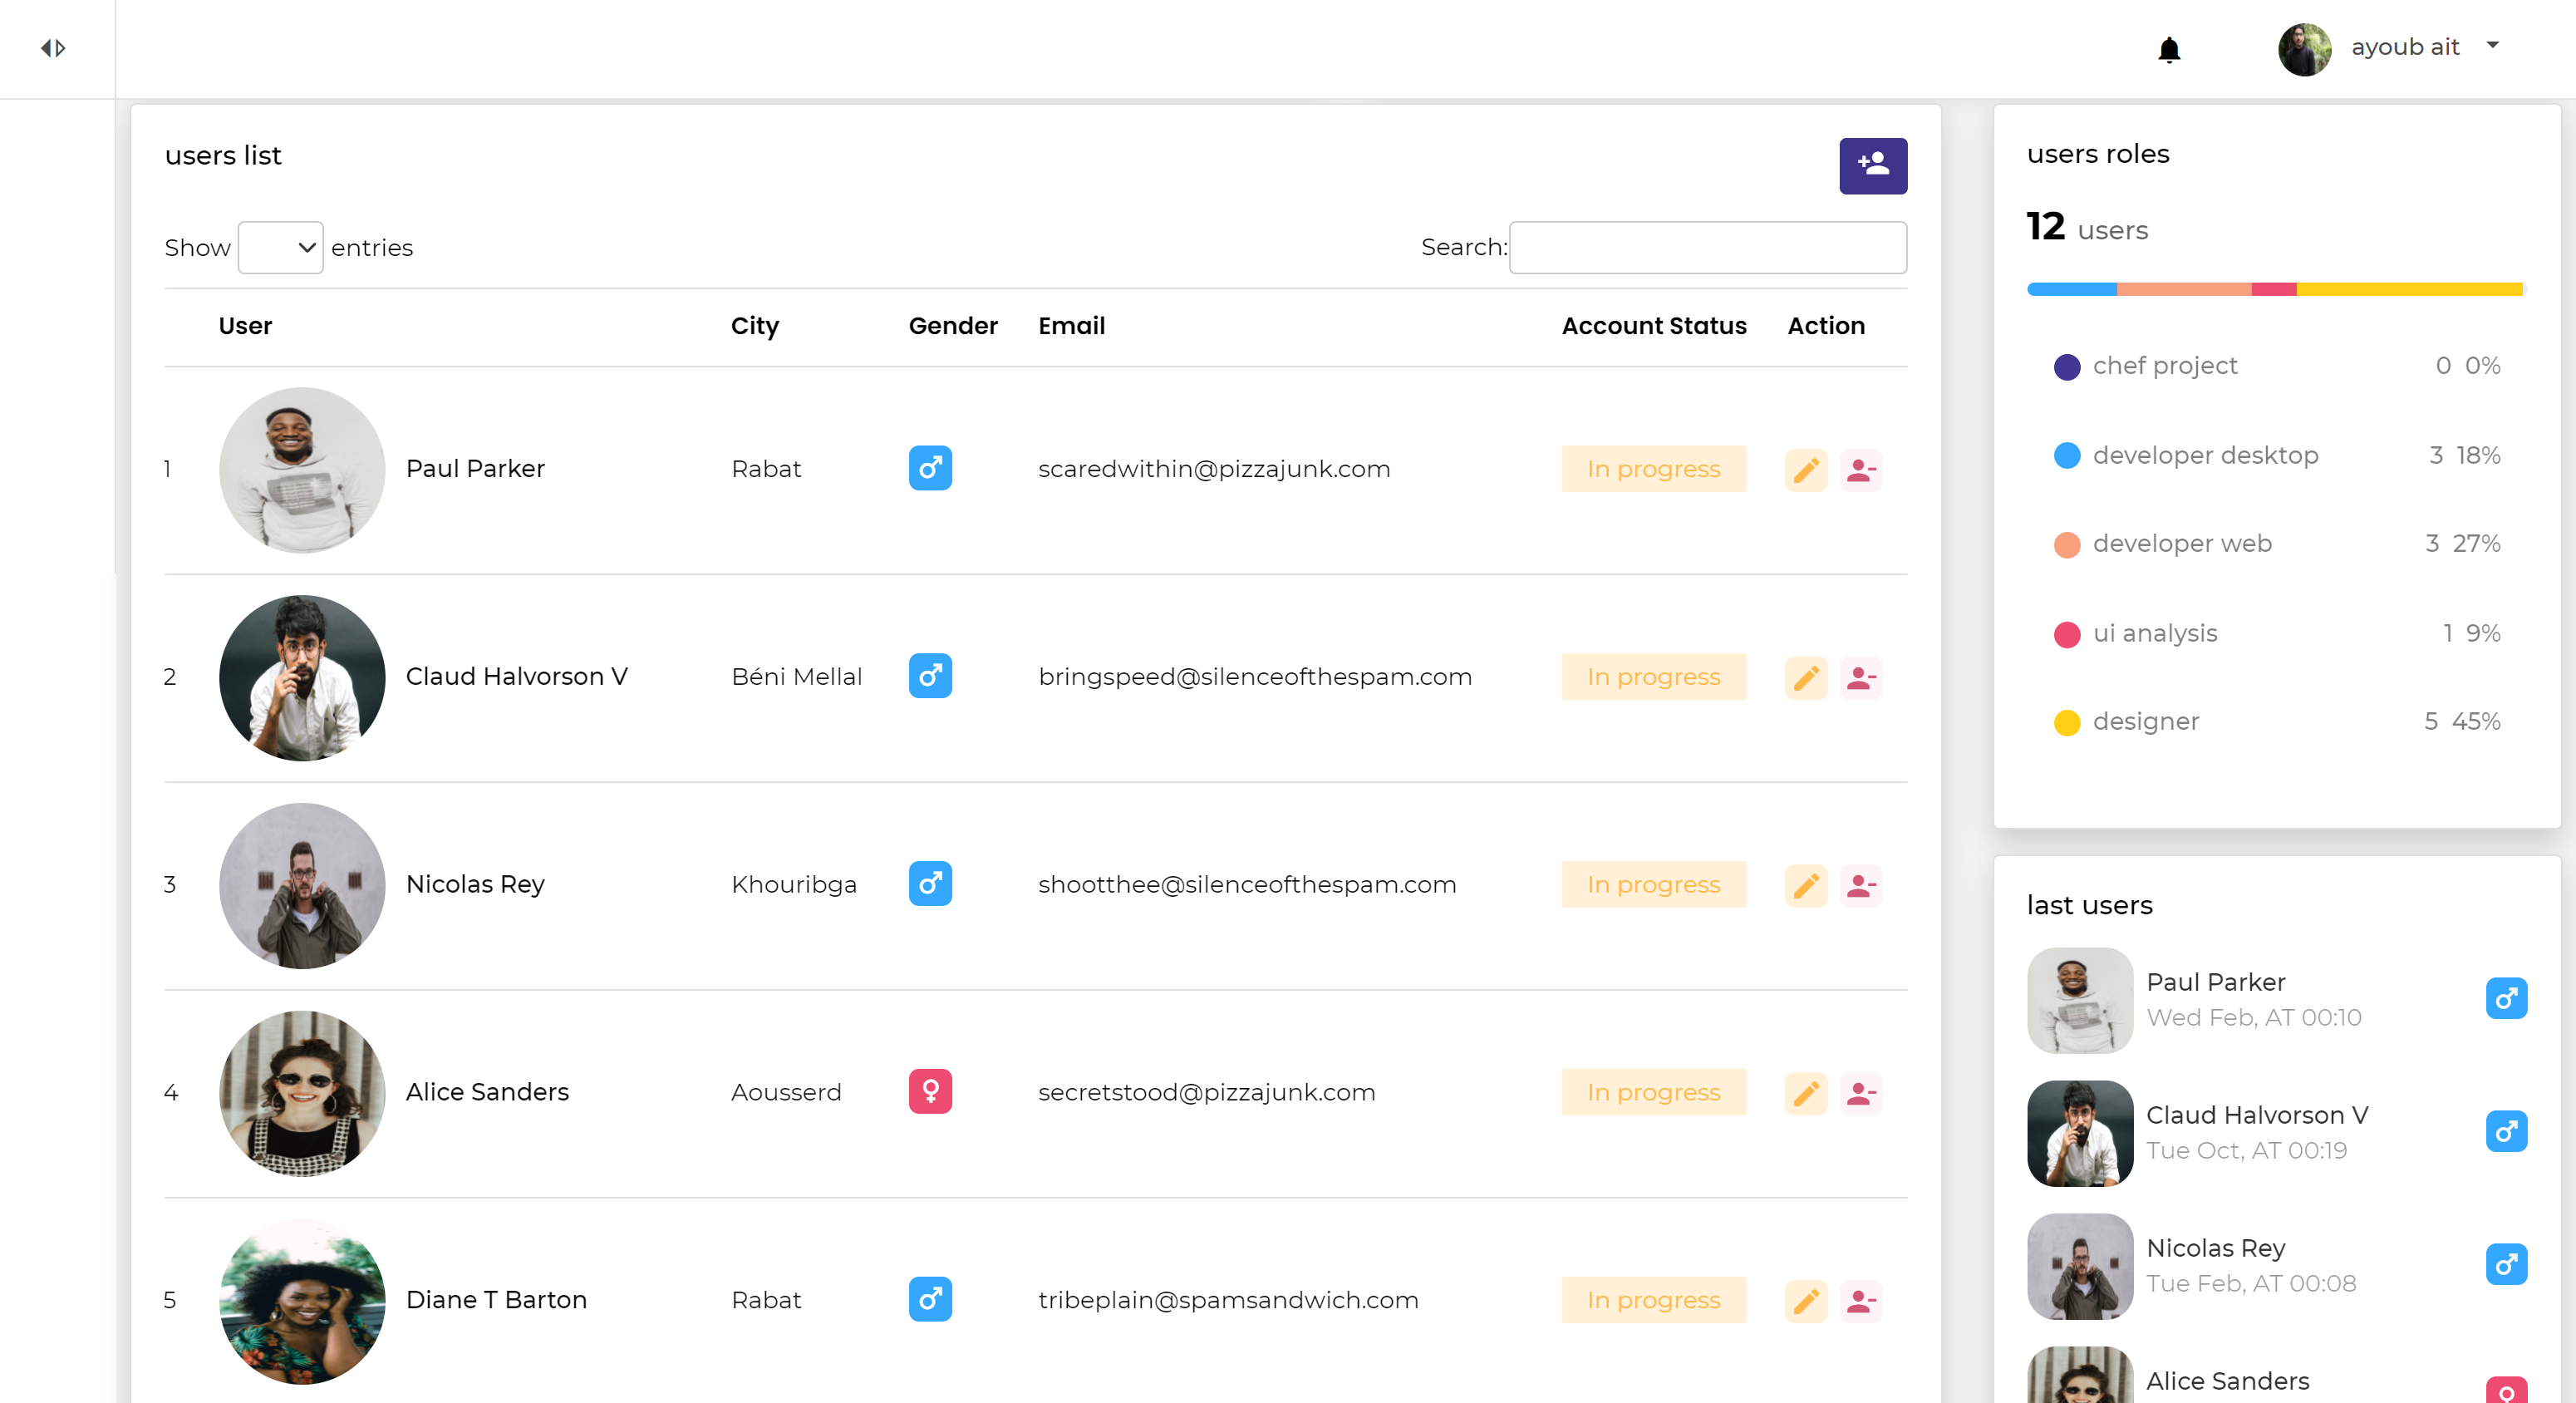 ayoub ait
users list
Show entries
Search:
User City Gender Email Account Status Action
1 Paul Parker Rabat scaredwithin@pizzajunk.com In progress
2 Claud Halvorson V Béni Mellal bringspeed@silenceofthespam.com In progress
3 Nicolas Rey Khouribga shootthee@silenceofthespam.com In progress
4 Alice Sanders Aousserd secretstood@pizzajunk.com In progress
5 Diane T Barton Rabat tribeplain@spamsandwich.com In progress
users roles
12 users
chef project 0 0%
developer desktop 3 18%
developer web 3 27%
ui analysis 1 9%
designer 5 45%
last users
Paul Parker
Wed Feb, AT 00:10
Claud Halvorson V
Tue Oct, AT 00:19
Nicolas Rey
Tue Feb, AT 00:08
Alice Sanders